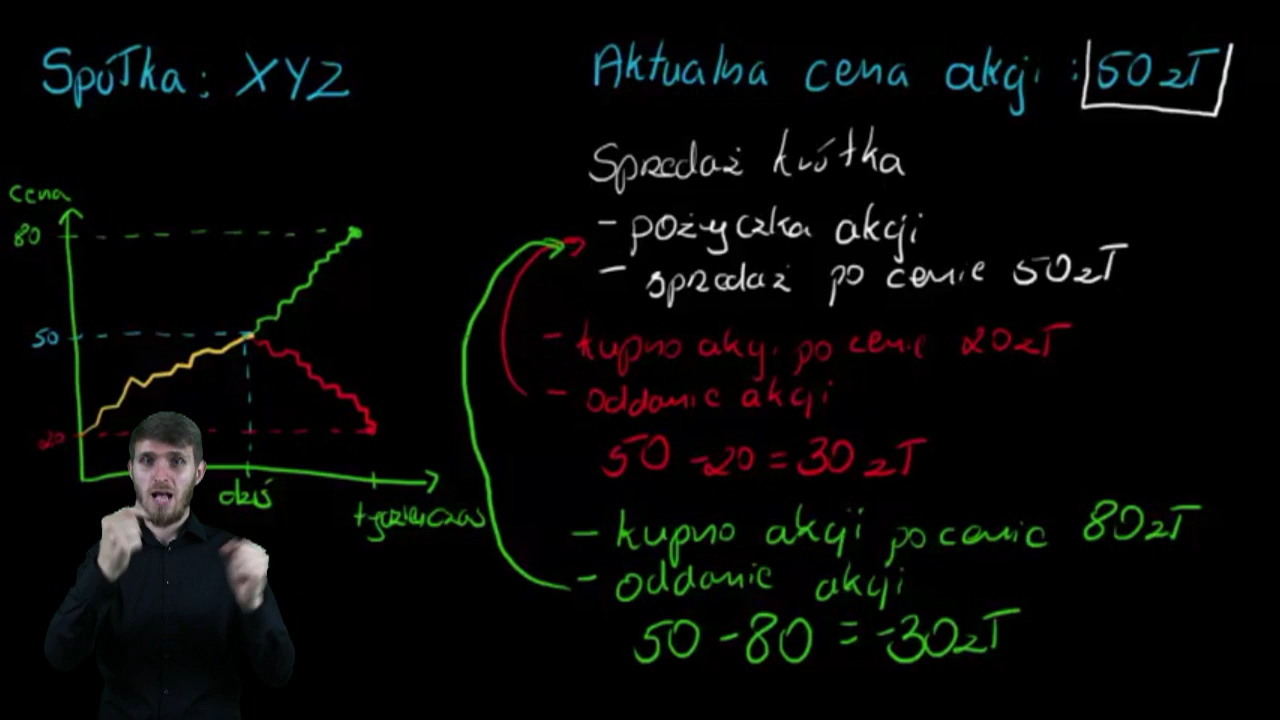 Spółka: XYZ
Aktualna cena akcji: 50 zł
Sprzedaż krótka
- pożyczka akcji
- sprzedaż po cenie 50 zł
- kupno akcji po cenie 20 zł
- oddanie akcji
50 - 20 = 30 zł
- kupno akcji po cenie 80 zł
- oddanie akcji
50 - 80 = -30 zł
cena
80
50
20
dziś
tydzień czas